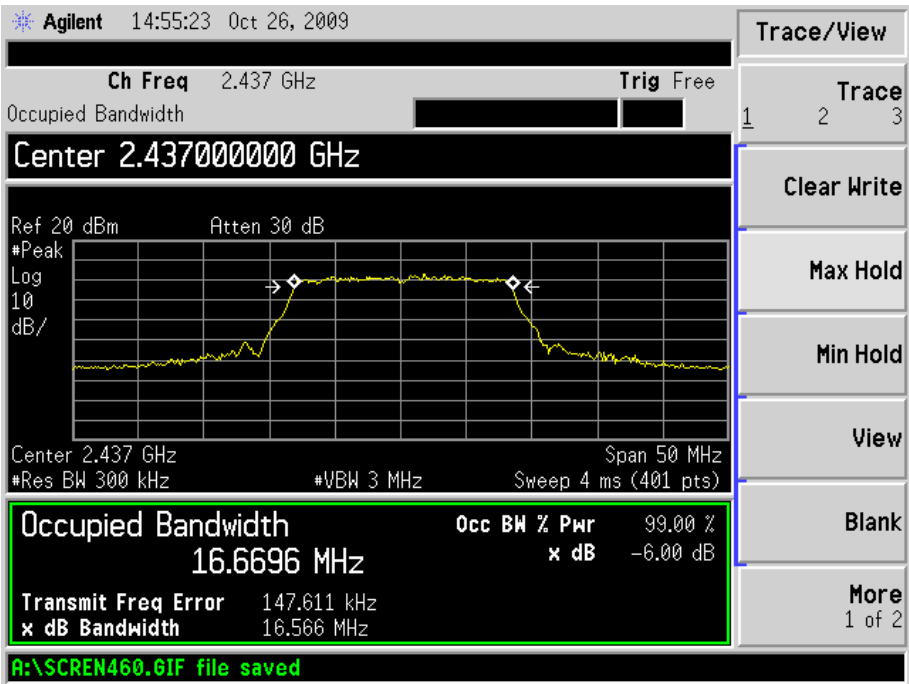 Agilent 14:55:23 Oct 26, 2009
Trace/View
Ch Freq 2.437 GHz Trig Free
Occupied Bandwidth
Trace
1 2 3
Center 2.437000000 GHz
Clear Write
Ref 20 dBm Atten 30 dB
#Peak
Log
10
dB/
Max Hold
Min Hold
View
Center 2.437 GHz Span 50 MHz
#Res BW 300 kHz #VBW 3 MHz Sweep 4 ms (401 pts)
Occupied Bandwidth Occ BW % Pwr 99.00 %
16.6696 MHz x dB -6.00 dB
Blank
Transmit Freq Error 147.611 kHz
x dB Bandwidth 16.566 MHz
More
1 of 2
A:\SCREN460.GIF file saved